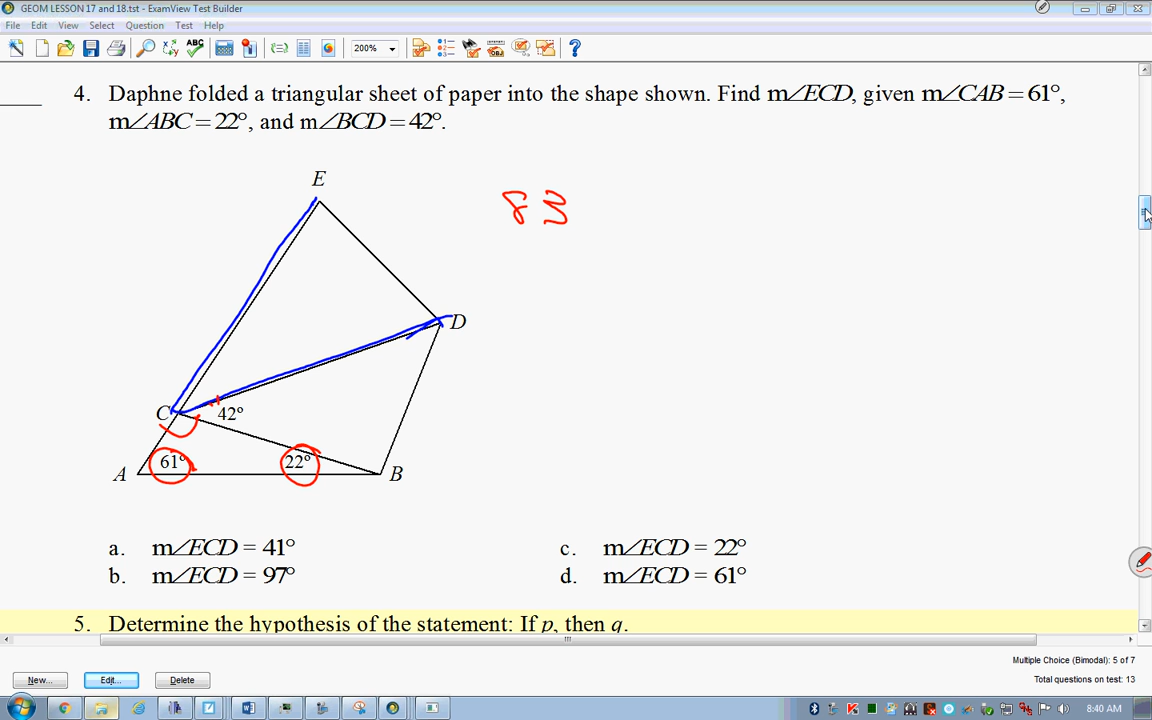 GEOM LESSON 17 and 18.tst - ExamView Test Builder
File Edit View Select Question Test Help
ABC 200% OBJ ?
4. Daphne folded a triangular sheet of paper into the shape shown. Find m∠ECD, given m∠CAB = 61°,
m∠ABC = 22°, and m∠BCD = 42°.
E
83
D
C 42°
A 61° 22° B
a. m∠ECD = 41° c. m∠ECD = 22°
b. m∠ECD = 97° d. m∠ECD = 61°
5. Determine the hypothesis of the statement: If p, then q.
Multiple Choice (Bimodal): 5 of 7
New... Edit... Delete Total questions on test: 13
8:40 AM